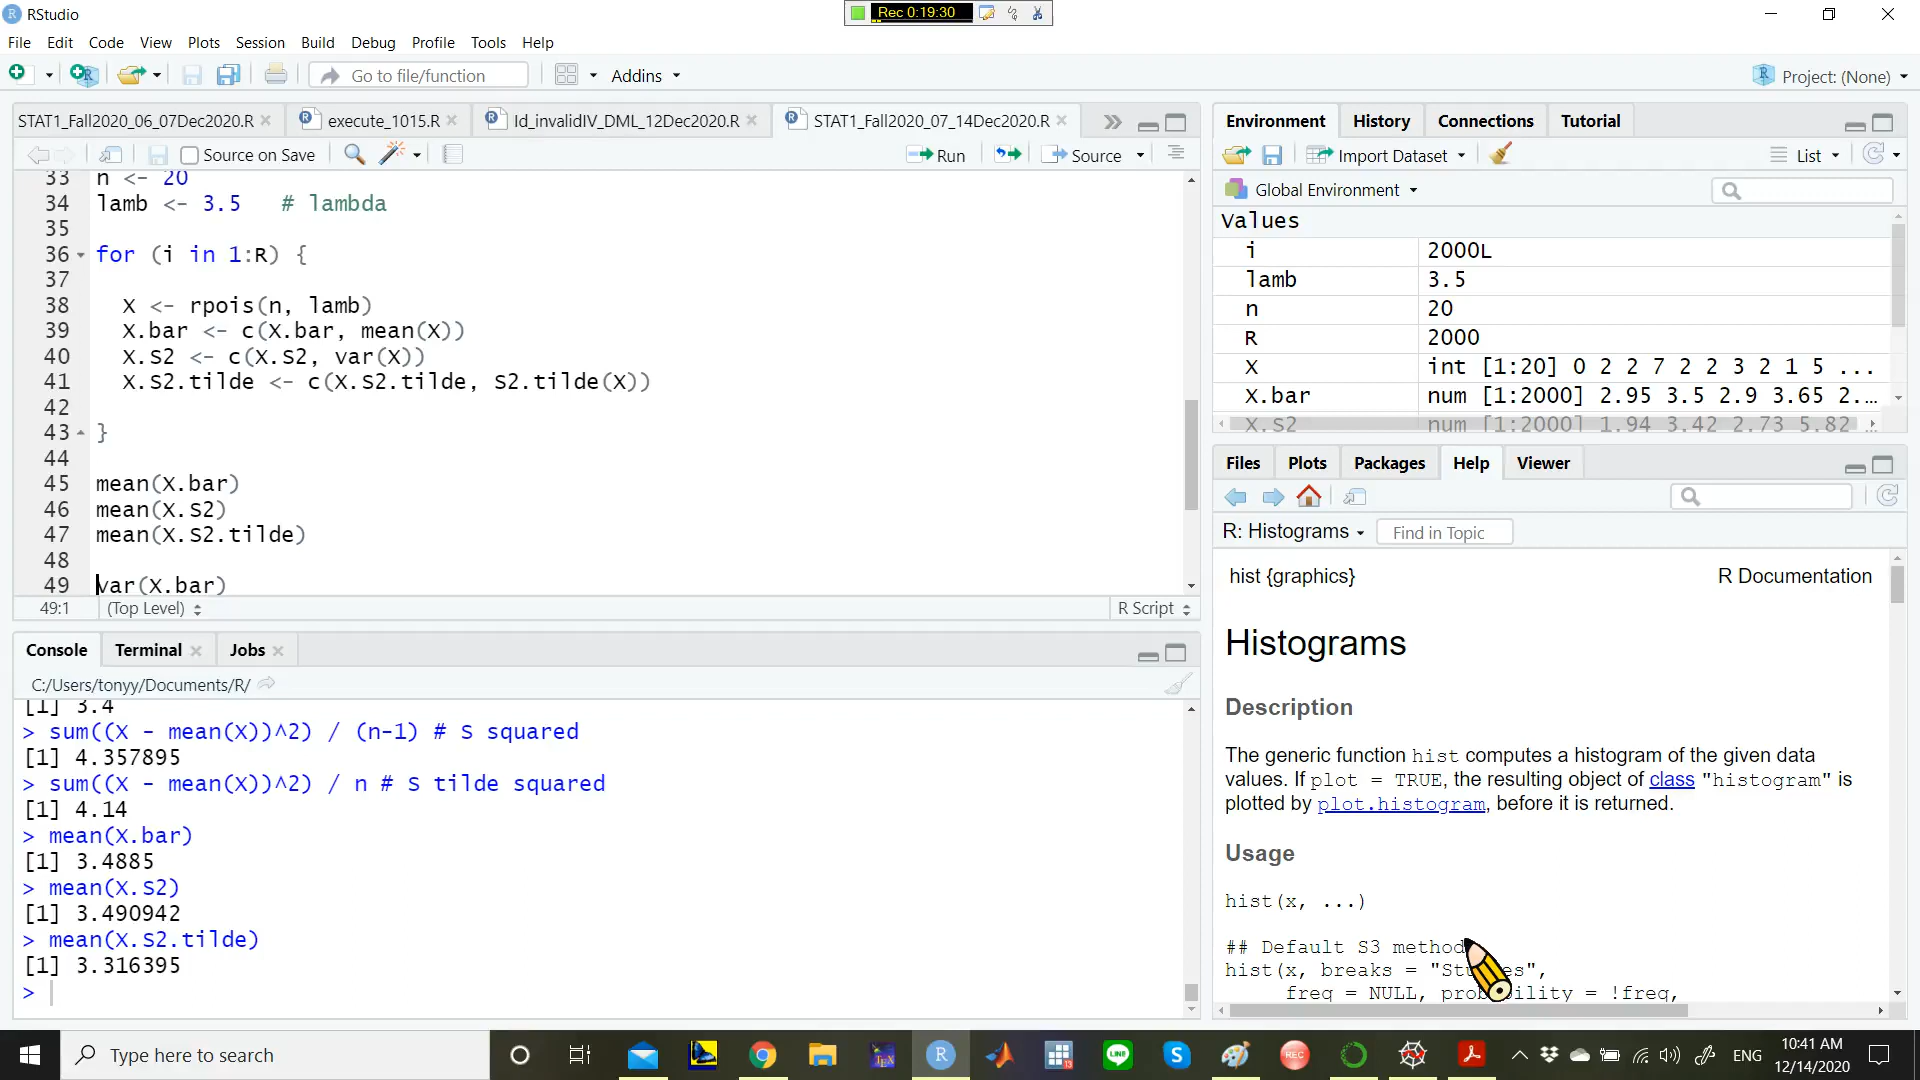 RStudio
Rec 0:19:30
File Edit Code View Plots Session Build Debug Profile Tools Help
Go to file/function
Addins
Project: (None)
STAT1_Fall2020_06_07Dec2020.R
execute_1015.R
Id_invalidIV_DML_12Dec2020.R
STAT1_Fall2020_07_14Dec2020.R
Source on Save
Run
Source
33 n <- 20
34 lamb <- 3.5 # lambda
35
36 for (i in 1:R) {
37
38 X <- rpois(n, lamb)
39 X.bar <- c(X.bar, mean(X))
40 X.S2 <- c(X.S2, var(X))
41 X.S2.tilde <- c(X.S2.tilde, S2.tilde(X))
42
43 }
44
45 mean(X.bar)
46 mean(X.S2)
47 mean(X.S2.tilde)
48
49 var(X.bar)
49:1 (Top Level) R Script
Console Terminal Jobs
C:/Users/tonyy/Documents/R/
[1] 3.4
> sum((X - mean(X))^2) / (n-1) # S squared
[1] 4.357895
> sum((X - mean(X))^2) / n # S tilde squared
[1] 4.14
> mean(X.bar)
[1] 3.4885
> mean(X.S2)
[1] 3.490942
> mean(X.S2.tilde)
[1] 3.316395
>
Environment History Connections Tutorial
Import Dataset
List
Global Environment
Values
i 2000L
lamb 3.5
n 20
R 2000
X int [1:20] 0 2 2 7 2 2 3 2 1 5 ...
X.bar num [1:2000] 2.95 3.5 2.9 3.65 2.…
X.S2 num [1:2000] 1.94 3.42 2.73 5.82
Files Plots Packages Help Viewer
R: Histograms
Find in Topic
hist {graphics} R Documentation
Histograms
Description
The generic function hist computes a histogram of the given data
values. If plot = TRUE, the resulting object of class "histogram" is
plotted by plot.histogram, before it is returned.
Usage
hist(x, ...)
## Default S3 method
hist(x, breaks = "Sturges",
freq = NULL, probability = !freq,
Type here to search
TEX
R
13
LINE
S
REC
ENG
10:41 AM
12/14/2020